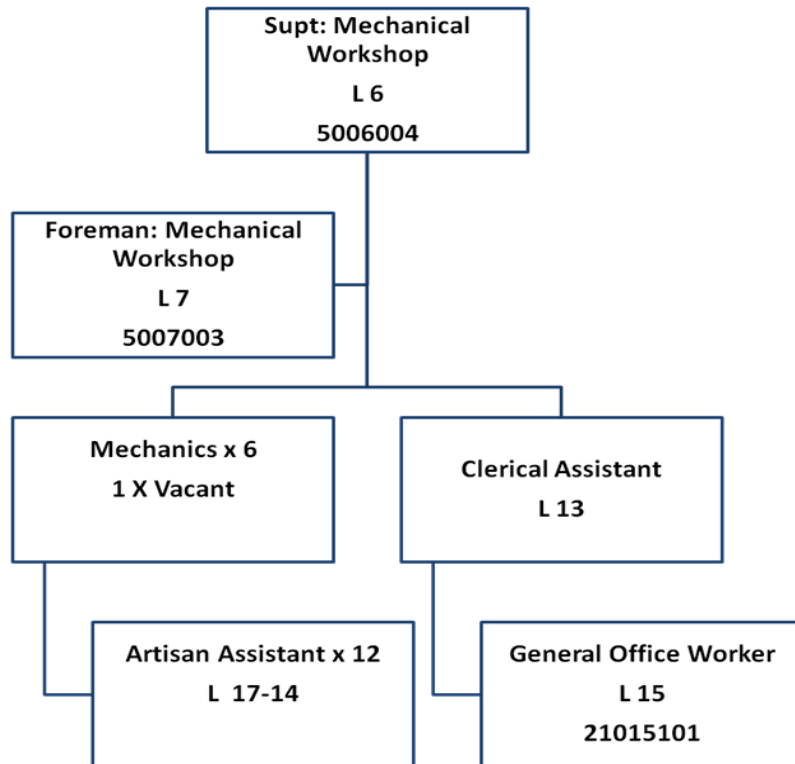 Supt: Mechanical
Workshop
L 6
5006004
Foreman: Mechanical
Workshop
L 7
5007003
Mechanics x 6
1 X Vacant
Clerical Assistant
L 13
Artisan Assistant x 12
L 17-14
General Office Worker
L 15
21015101